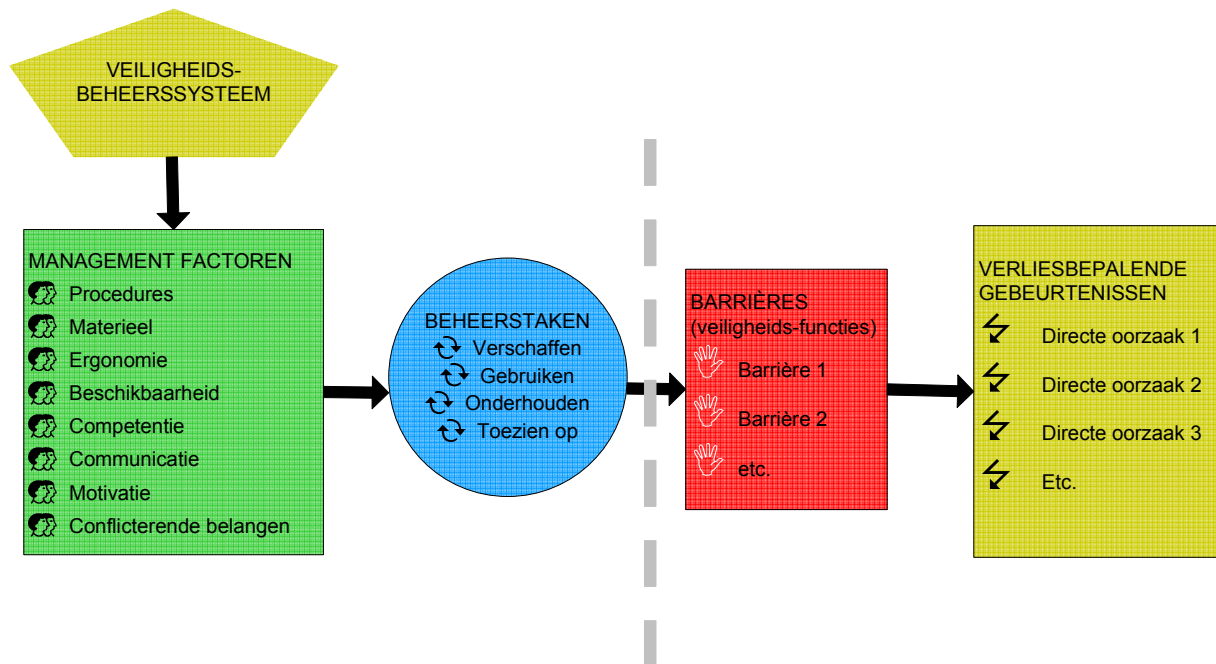 VEILIGHEIDS-
BEHEERSSYSTEEM
MANAGEMENT FACTOREN
Procedures
Materieel
Ergonomie
Beschikbaarheid
Competentie
Communicatie
Motivatie
Conflicterende belangen
BEHEERSTAKEN
Verschaffen
Gebruiken
Onderhouden
Toezien op
BARRIÈRES
(veiligheids-functies)
Barrière 1
Barrière 2
etc.
VERLIESBEPALENDE
GEBEURTENISSEN
Directe oorzaak 1
Directe oorzaak 2
Directe oorzaak 3
Etc.